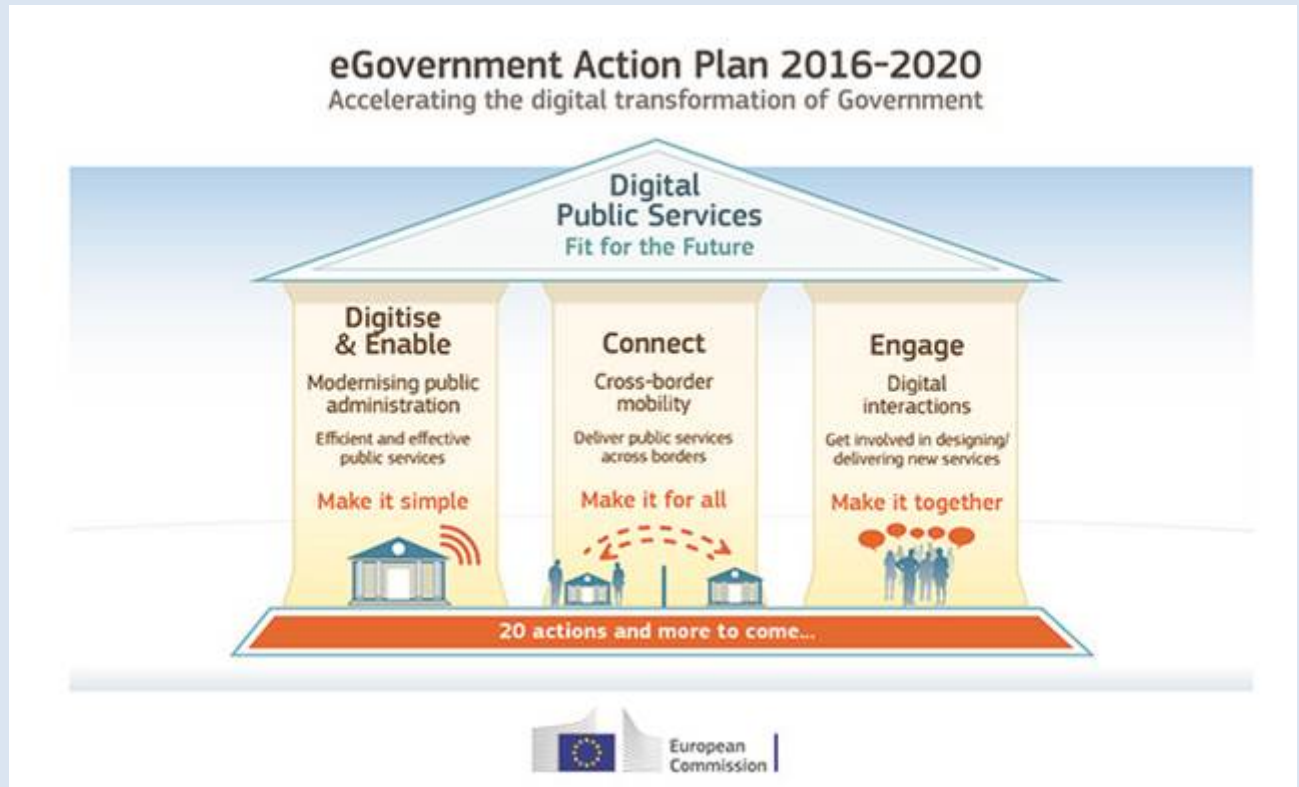 eGovernment Action Plan 2016-2020
Accelerating the digital transformation of Government
Digital
Public Services
Fit for the Future
Digitise
& Enable
Modernising public
administration
Efficient and effective
public services
Make it simple
Connect
Cross-border
mobility
Deliver public services
across borders
Make it for all
Engage
Digital
interactions
Get involved in designing/
delivering new services
Make it together
20 actions and more to come...
European
Commission